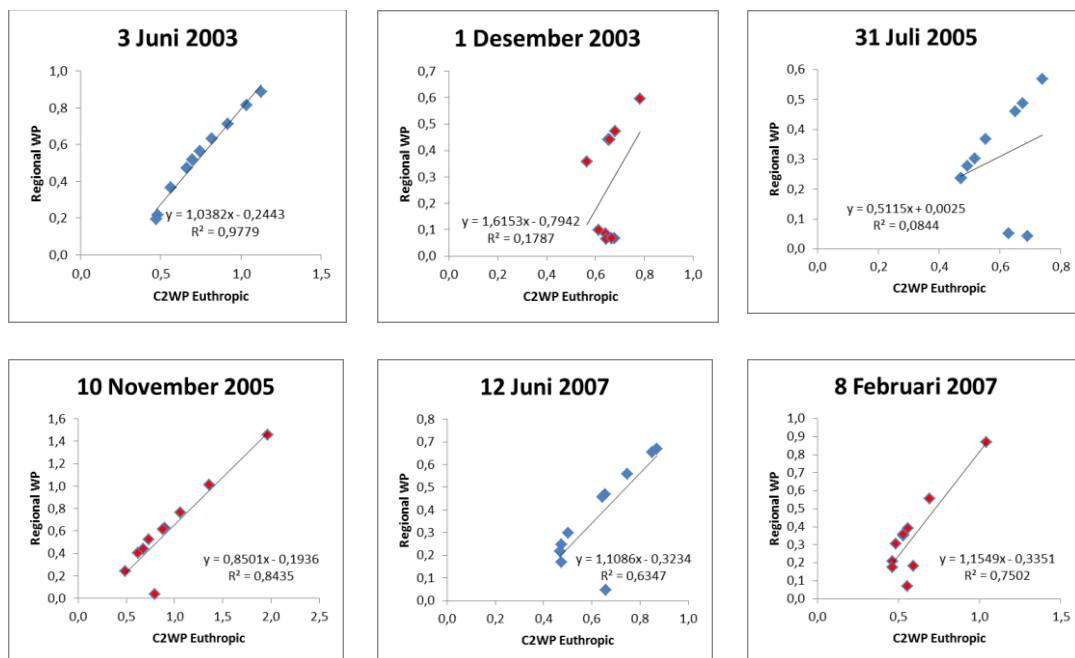 3 Juni 2003
1,0
0,8
0,6
0,4
0,2
0,0
Regional WP
y = 1,0382x - 0,2443
R² = 0,9779
0,0 0,5 1,0 1,5
C2WP Euthropic
1 Desember 2003
0,7
0,6
0,5
0,4
0,3
0,2
0,1
0,0
Regional WP
y = 1,6153x - 0,7942
R² = 0,1787
0,0 0,2 0,4 0,6 0,8 1,0
C2WP Euthropic
31 Juli 2005
0,6
0,5
0,4
0,3
0,2
0,1
0,0
Regional WP
y = 0,5115x + 0,0025
R² = 0,0844
0,0 0,2 0,4 0,6 0,8
C2WP Euthropic
10 November 2005
1,6
1,4
1,2
1,0
0,8
0,6
0,4
0,2
0,0
Regional WP
y = 0,8501x - 0,1936
R² = 0,8435
0,0 0,5 1,0 1,5 2,0 2,5
C2WP Euthropic
12 Juni 2007
0,8
0,7
0,6
0,5
0,4
0,3
0,2
0,1
0,0
Regional WP
y = 1,1086x - 0,3234
R² = 0,6347
0,0 0,2 0,4 0,6 0,8 1,0
C2WP Euthropic
8 Februari 2007
1,0
0,9
0,8
0,7
0,6
0,5
0,4
0,3
0,2
0,1
0,0
Regional WP
y = 1,1549x - 0,3351
R² = 0,7502
0,0 0,5 1,0 1,5
C2WP Euthropic